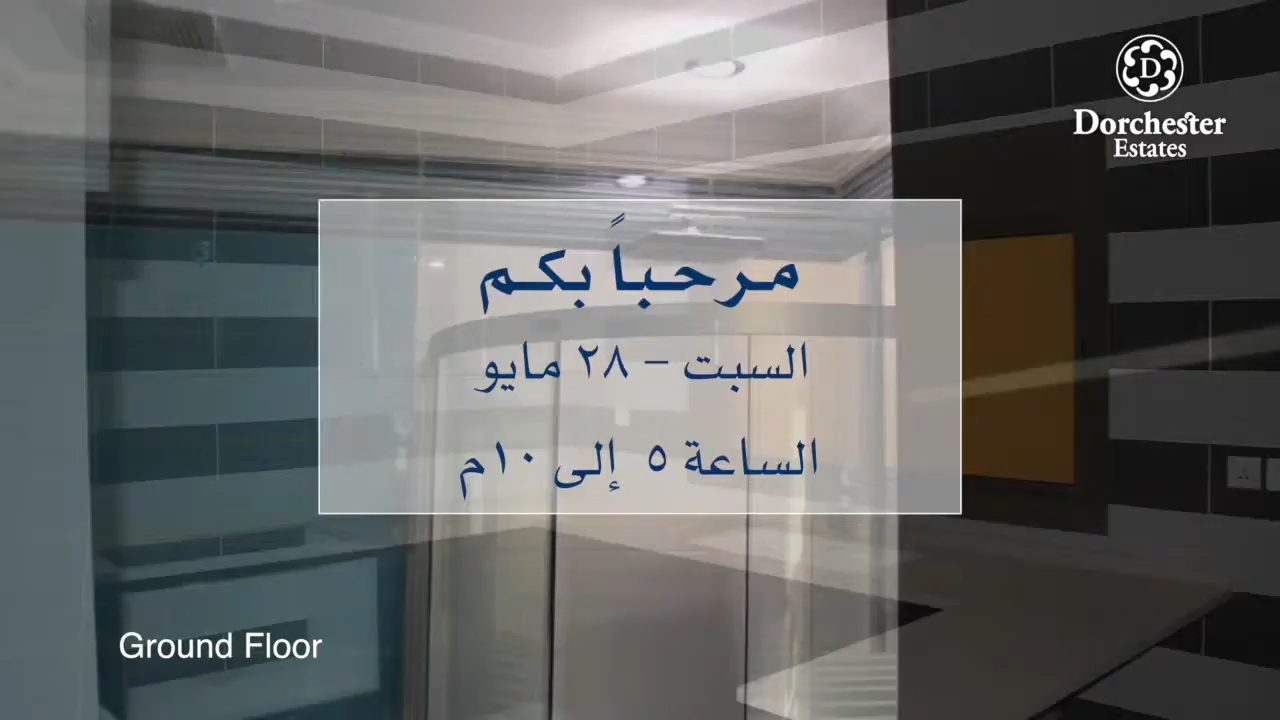 D
Dorchester
Estates
مرحباً بكم
السبت – ٢٨ مايو
الساعة ٥ إلى ١٠م
Ground Floor